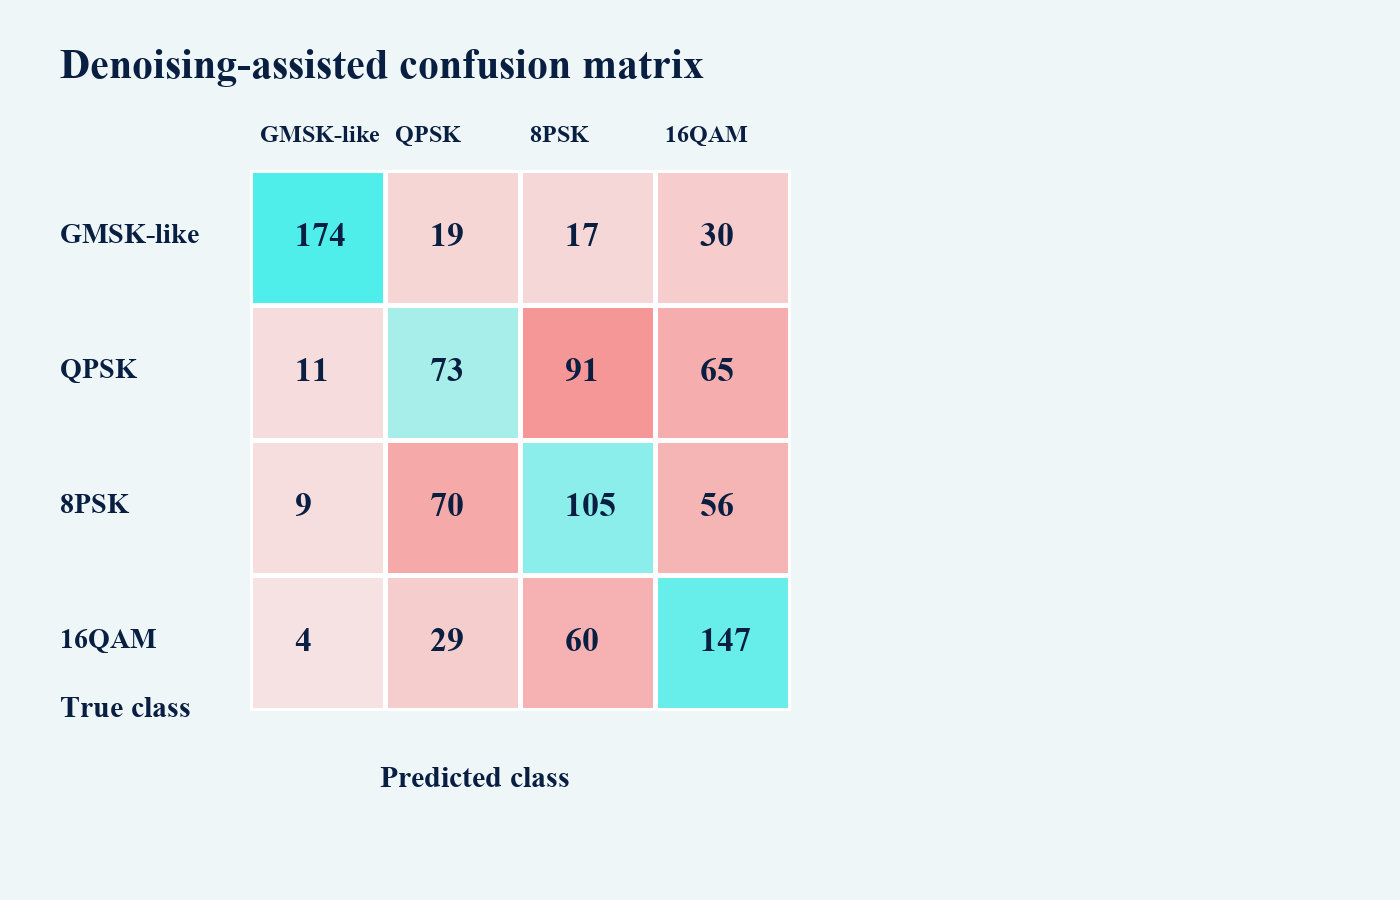 Denoising-assisted confusion matrix
GMSK-like QPSK 8PSK 16QAM
GMSK-like 174 19 17 30
QPSK 11 73 91 65
8PSK 9 70 105 56
16QAM 4 29 60 147
True class
Predicted class